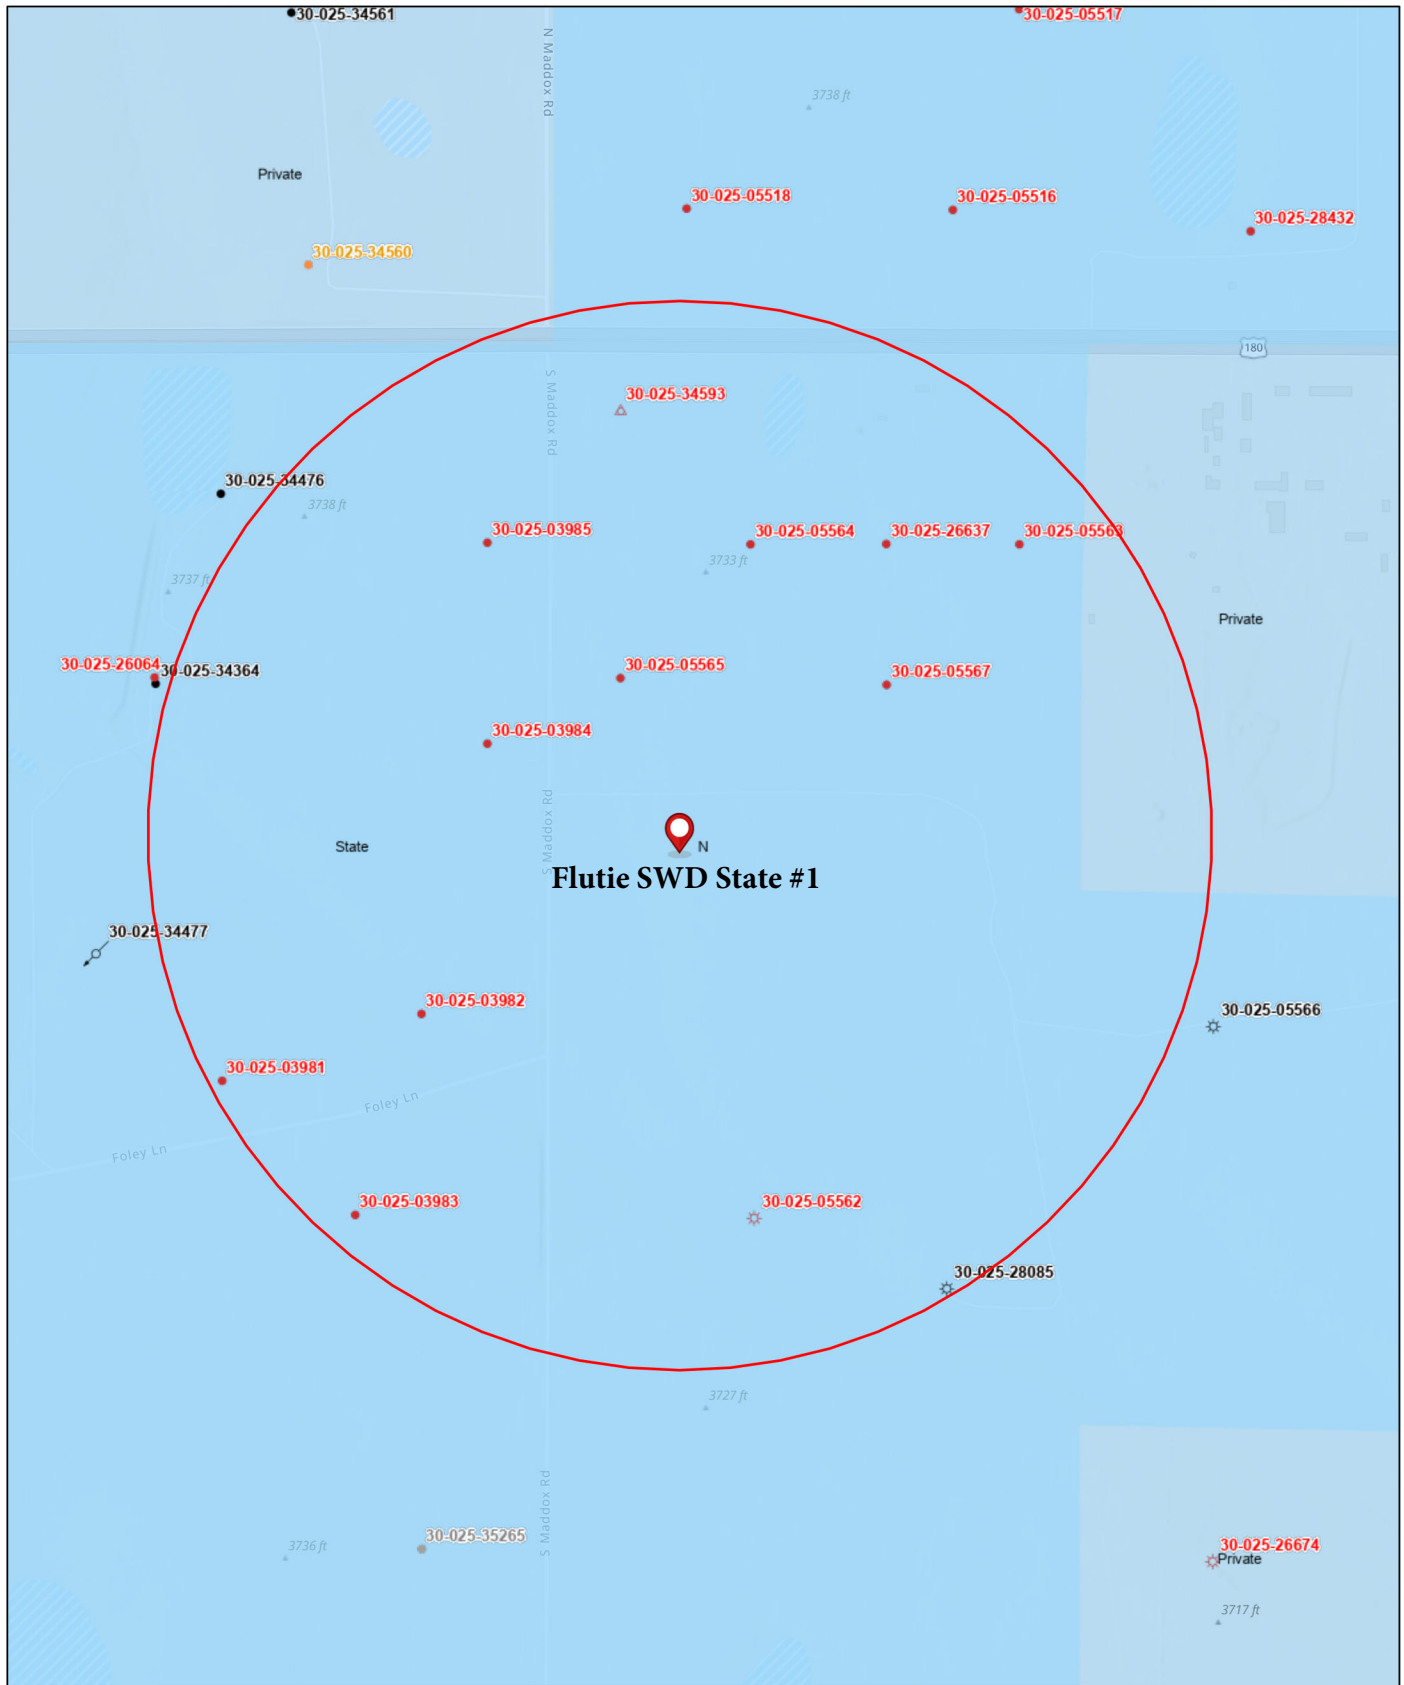 30-025-34561
30-025-05517
N Maddox Rd
3738 ft
Private
30-025-05518
30-025-05516
30-025-28432
30-025-34560
180
S Maddox Rd
30-025-34593
30-025-34476
3738 ft
30-025-03985
30-025-05564
30-025-26637
30-025-05563
3733 ft
3737 ft
Private
30-025-26064
30-025-34364
30-025-05565
30-025-05567
30-025-03984
S Maddox Rd
State
N
Flutie SWD State #1
30-025-34477
30-025-03982
30-025-05566
30-025-03981
Foley Ln
Foley Ln
30-025-03983
30-025-05562
30-025-28085
3727 ft
S Maddox Rd
30-025-35265
3736 ft
30-025-26674
Private
3717 ft